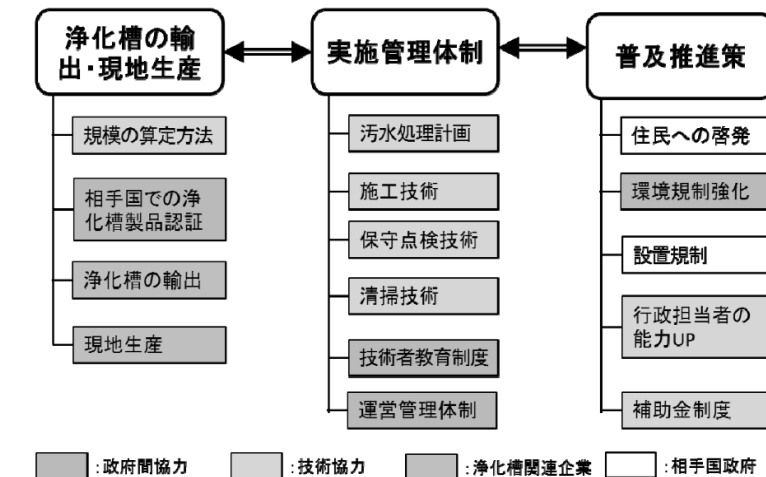 浄化槽の輸
出・現地生産
実施管理体制
普及推進策
規模の算定方法
相手国での浄
化槽製品認証
浄化槽の輸出
現地生産
汚水処理計画
施工技術
保守点検技術
清掃技術
技術者教育制度
運営管理体制
住民への啓発
環境規制強化
設置規制
行政担当者の
能力UP
補助金制度
:政府間協力
:技術協力
:浄化槽関連企業
:相手国政府